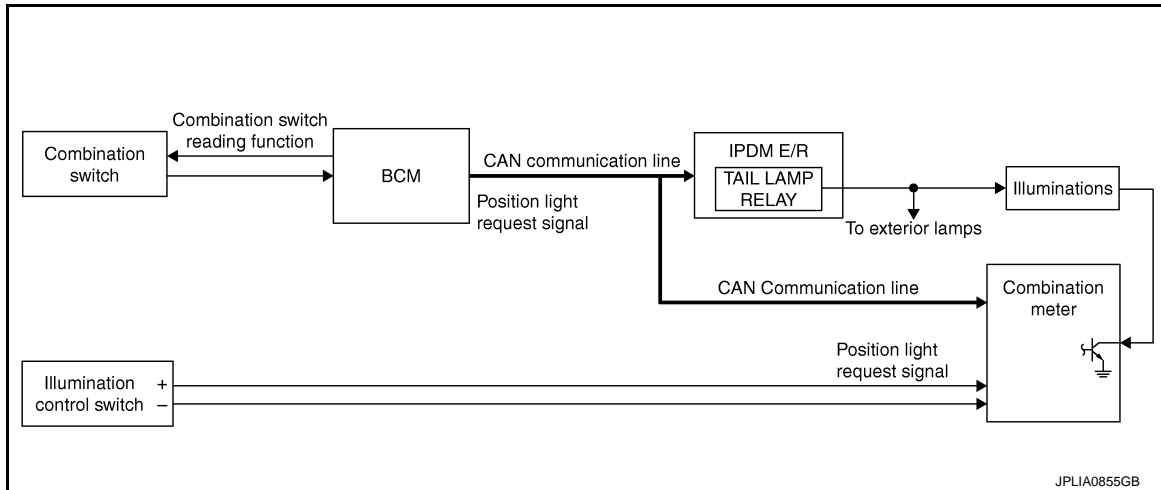 Combination switch
reading function
Combination
switch
BCM
CAN communication line
Position light
request signal
IPDM E/R
TAIL LAMP
RELAY
Illuminations
To exterior lamps
CAN Communication line
Combination
meter
Position light
request signal
Illumination +
control switch –
JPLIA0855GB